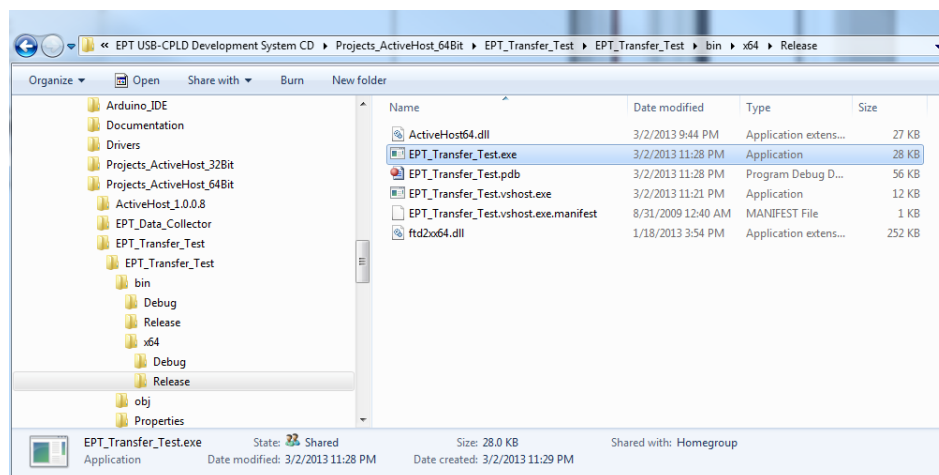 « EPT USB-CPLD Development System CD ▸ Projects_ActiveHost_64Bit ▸ EPT_Transfer_Test ▸ EPT_Transfer_Test ▸ bin ▸ x64 ▸ Release
Organize Open Share with Burn New folder
Arduino_IDE
Documentation
Drivers
Projects_ActiveHost_32Bit
Projects_ActiveHost_64Bit
ActiveHost_1.0.0.8
EPT_Data_Collector
EPT_Transfer_Test
EPT_Transfer_Test
bin
Debug
Release
x64
Debug
Release
obj
Properties
Name Date modified Type Size
ActiveHost64.dll 3/2/2013 9:44 PM Application extens... 27 KB
EPT_Transfer_Test.exe 3/2/2013 11:28 PM Application 28 KB
EPT_Transfer_Test.pdb 3/2/2013 11:28 PM Program Debug D... 56 KB
EPT_Transfer_Test.vshost.exe 3/2/2013 11:21 PM Application 12 KB
EPT_Transfer_Test.vshost.exe.manifest 8/31/2009 12:40 AM MANIFEST File 1 KB
ftd2xx64.dll 1/18/2013 3:54 PM Application extens... 252 KB
EPT_Transfer_Test.exe State: Shared Size: 28.0 KB Shared with: Homegroup
Application Date modified: 3/2/2013 11:28 PM Date created: 3/2/2013 11:29 PM